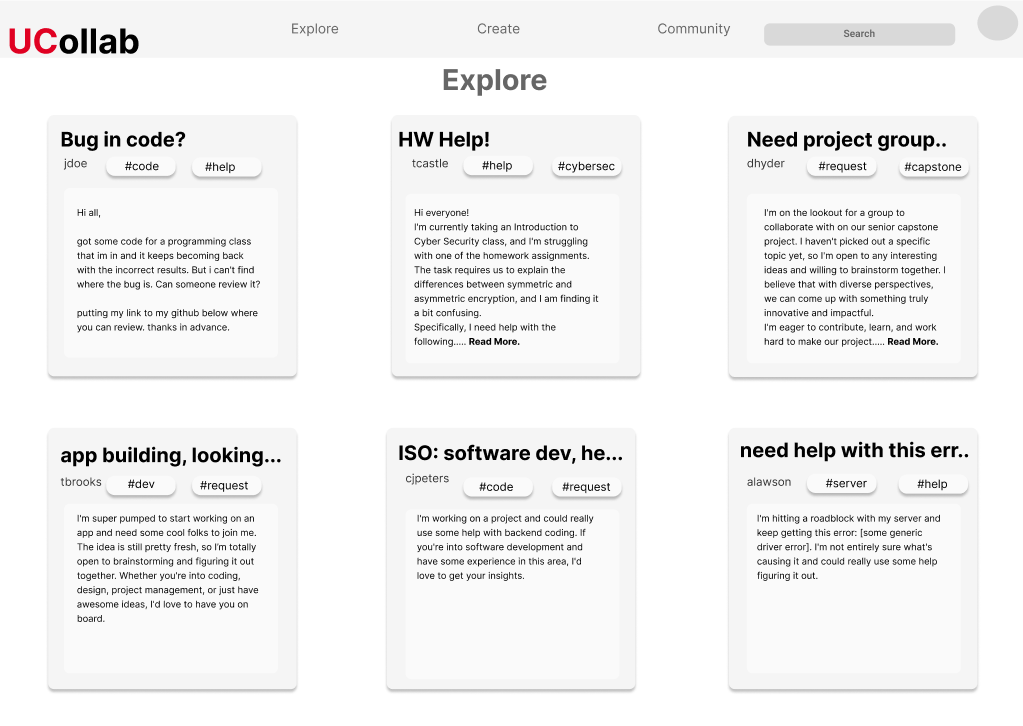 UCollab
Explore
Create
Community
Search
Explore
Bug in code?
jdoe
#code
#help
Hi all,
got some code for a programming class
that im in and it keeps becoming back
with the incorrect results. But i can't find
where the bug is. Can someone review it?
putting my link to my github below where
you can review. thanks in advance.
HW Help!
tcastle
#help
#cybersec
Hi everyone!
I'm currently taking an Introduction to
Cyber Security class, and I'm struggling
with one of the homework assignments.
The task requires us to explain the
differences between symmetric and
asymmetric encryption, and I am finding it
a bit confusing.
Specifically, I need help with the
following..... Read More.
Need project group..
dhyder
#request
#capstone
I'm on the lookout for a group to
collaborate with on our senior capstone
project. I haven't picked out a specific
topic yet, so I'm open to any interesting
ideas and willing to brainstorm together. I
believe that with diverse perspectives,
we can come up with something truly
innovative and impactful.
I'm eager to contribute, learn, and work
hard to make our project..... Read More.
app building, looking...
tbrooks
#dev
#request
I'm super pumped to start working on an
app and need some cool folks to join me.
The idea is still pretty fresh, so I'm totally
open to brainstorming and figuring it out
together. Whether you're into coding,
design, project management, or just have
awesome ideas, I'd love to have you on
board.
ISO: software dev, he...
cjpeters
#code
#request
I'm working on a project and could really
use some help with backend coding. If
you're into software development and
have some experience in this area, I'd
love to get your insights.
need help with this err..
alawson
#server
#help
I'm hitting a roadblock with my server and
keep getting this error: [some generic
driver error]. I'm not entirely sure what's
causing it and could really use some help
figuring it out.